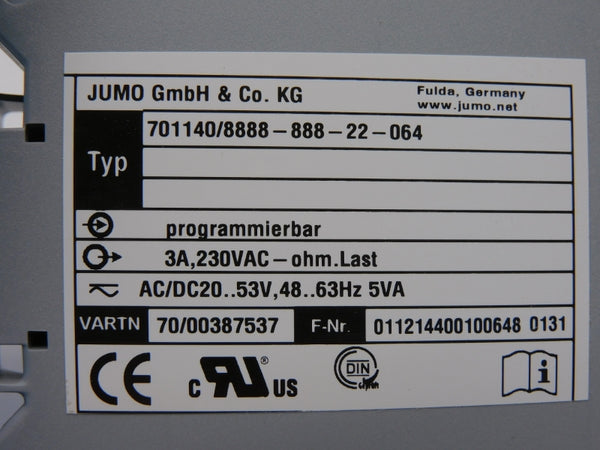 JUMO GmbH & Co. KG
Fulda, Germany
www.jumo.net
Typ
701140/8888-888-22-064
programmierbar
3A,230VAC-ohm.Last
AC/DC20..53V,48..63Hz 5VA
VARTN 70/00387537 F-Nr. 011214400100648 0131
CE C RU ® US DIN i